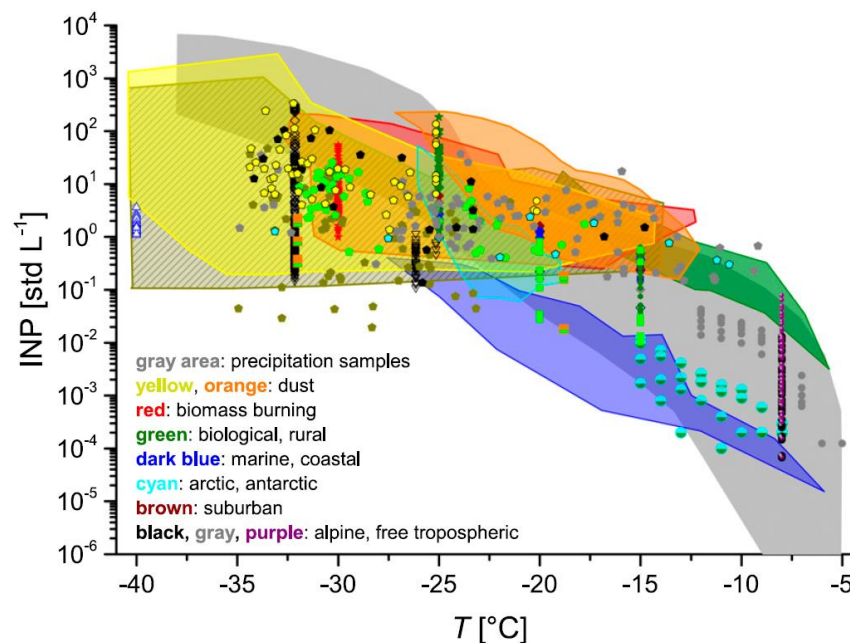 10⁴
10³
10²
10¹
10⁰
10⁻¹
10⁻²
10⁻³
10⁻⁴
10⁻⁵
10⁻⁶
INP [std L⁻¹]
gray area: precipitation samples
yellow, orange: dust
red: biomass burning
green: biological, rural
dark blue: marine, coastal
cyan: arctic, antarctic
brown: suburban
black, gray, purple: alpine, free tropospheric
-40 -35 -30 -25 -20 -15 -10 -5
T [°C]